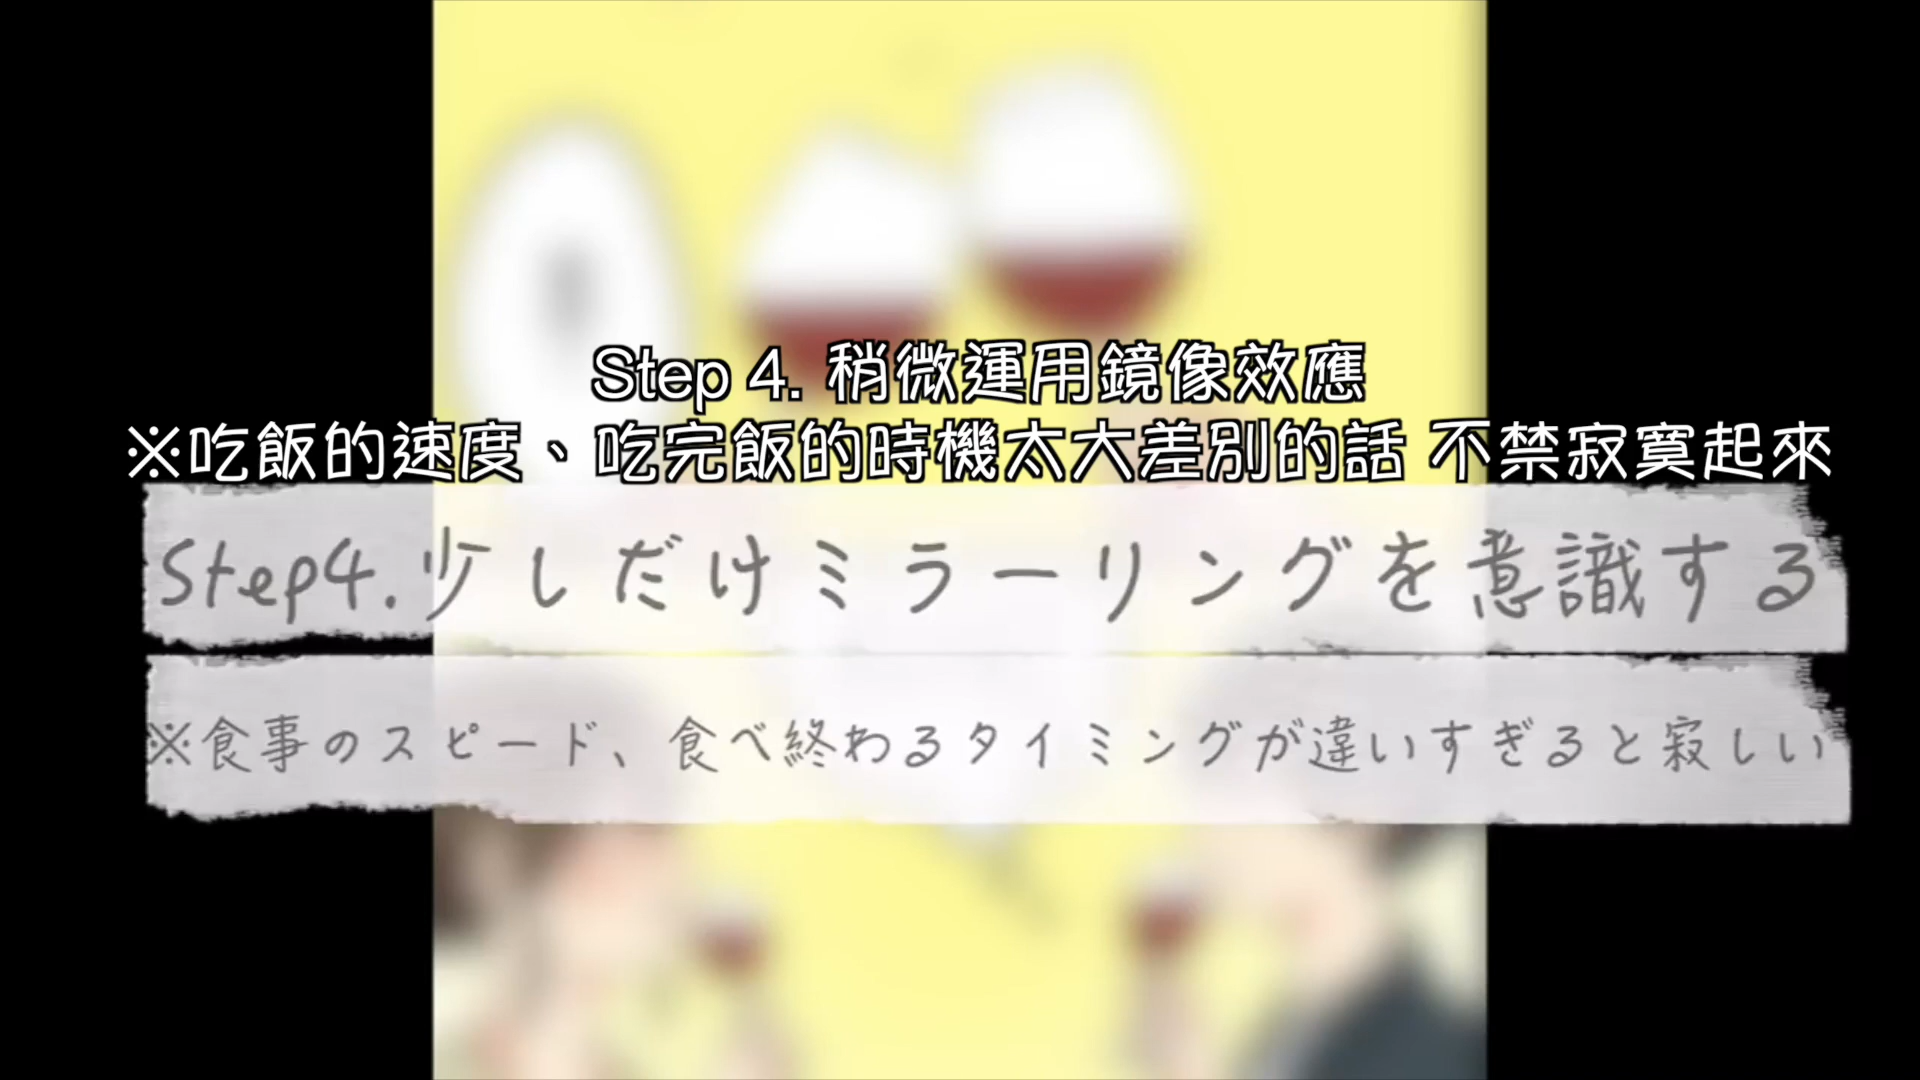 Step 4. 稍微運用鏡像效應
※吃飯的速度、吃完飯的時機太大差別的話 不禁寂寞起來
Step4.少しだけミラーリングを意識する
※食事のスピード、食べ終わるタイミングが違いすぎると寂しい